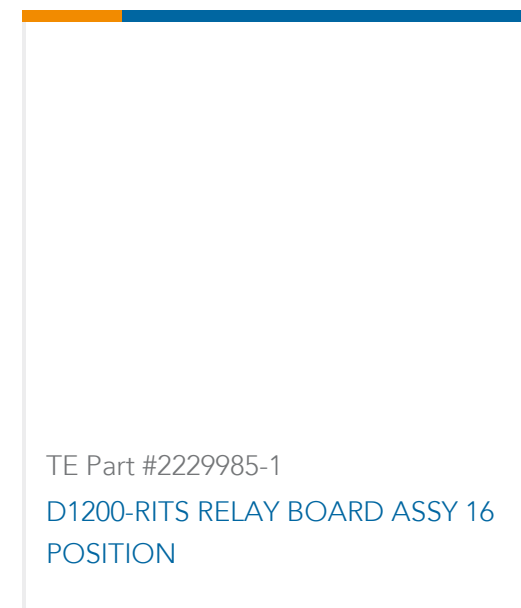 TE Part #2229985-1
D1200-RITS RELAY BOARD ASSY 16
POSITION